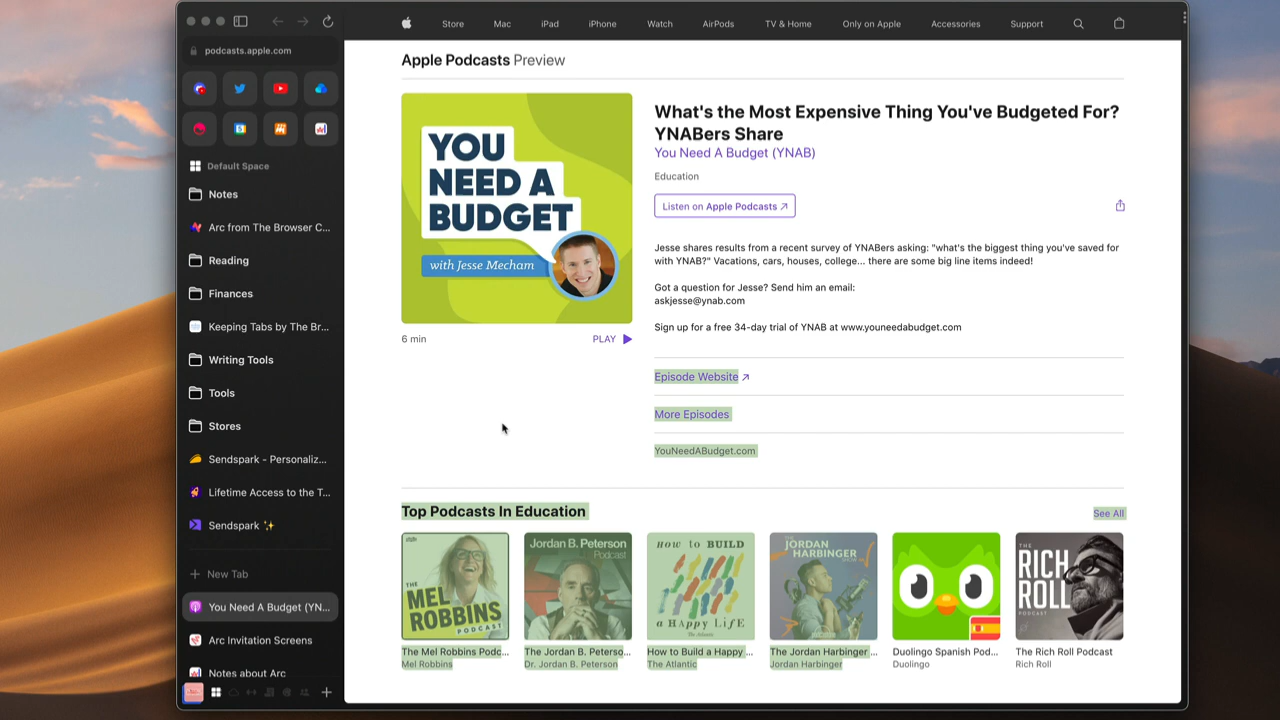 Store Mac iPad iPhone Watch AirPods TV & Home Only on Apple Accessories Support
podcasts.apple.com
Default Space
Notes
Arc from The Browser C...
Reading
Finances
Keeping Tabs by The Br...
Writing Tools
Tools
Stores
Sendspark - Personaliz...
Lifetime Access to the T...
Sendspark ✨
New Tab
You Need A Budget (YN...
Arc Invitation Screens
Notes about Arc
Apple Podcasts Preview
YOU
NEED A
BUDGET
with Jesse Mecham
6 min
PLAY
What's the Most Expensive Thing You've Budgeted For?
YNABers Share
You Need A Budget (YNAB)
Education
Listen on Apple Podcasts ↗
Jesse shares results from a recent survey of YNABers asking: "what's the biggest thing you've saved for
with YNAB?" Vacations, cars, houses, college... there are some big line items indeed!
Got a question for Jesse? Send him an email:
askjesse@ynab.com
Sign up for a free 34-day trial of YNAB at www.youneedabudget.com
Episode Website ↗
More Episodes
YouNeedABudget.com
Top Podcasts In Education
See All
THE
MEL
ROBBINS
PODCAST
The Mel Robbins Podc...
Mel Robbins
Jordan B. Peterson
Podcast
The Jordan B. Peterso...
Dr. Jordan B. Peterson
HOW to BUILD
a HAppy LiFE
The Atlantic
How to Build a Happy ...
The Atlantic
THE
JORDAN
HARBINGER
SHOW
The Jordan Harbinger ...
Jordan Harbinger
Duolingo Spanish Pod...
Duolingo
THE
RICH
ROLL
PODCAST
The Rich Roll Podcast
Rich Roll